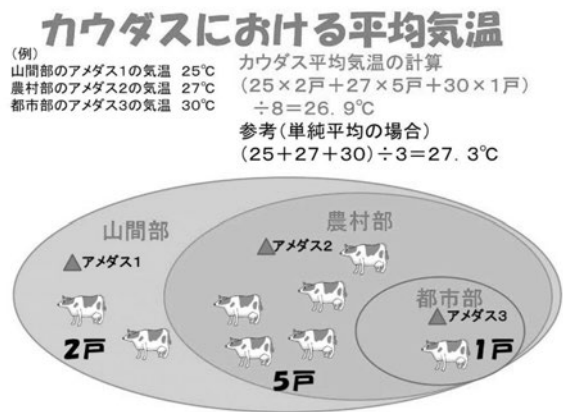 カウダスにおける平均気温
(例)
山間部のアメダス1の気温 25℃
農村部のアメダス2の気温 27℃
都市部のアメダス3の気温 30℃
カウダス平均気温の計算
(25×2戸+27×5戸+30×1戸)
÷8=26. 9℃
参考(単純平均の場合)
(25+27+30)÷3=27. 3℃
山間部
アメダス1
2戸
農村部
アメダス2
5戸
都市部
アメダス3
1戸